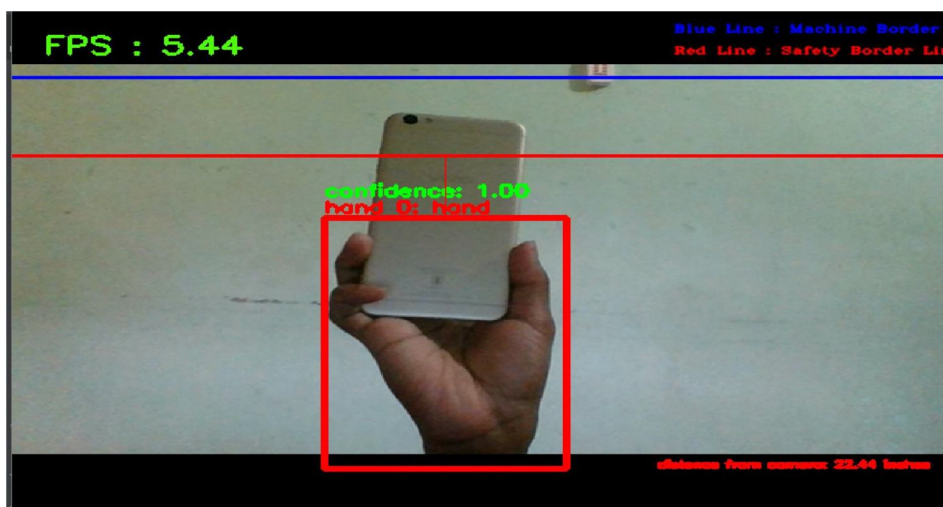 FPS : 5.44
Blue Line : Machine Border
Red Line : Safety Border Li
confidence: 1.00
hand 0: hand
distance from camera: 22.44 Inches